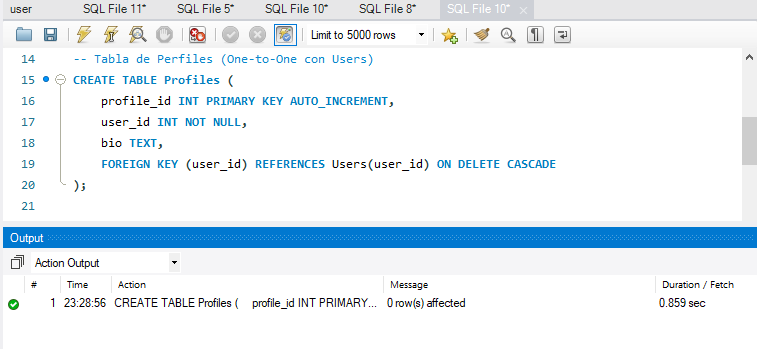 user SQL File 11* SQL File 5* SQL File 10* SQL File 8* SQL File 10*
Limit to 5000 rows
14 -- Tabla de Perfiles (One-to-One con Users)
15 CREATE TABLE Profiles (
16 profile_id INT PRIMARY KEY AUTO_INCREMENT,
17 user_id INT NOT NULL,
18 bio TEXT,
19 FOREIGN KEY (user_id) REFERENCES Users(user_id) ON DELETE CASCADE
20 );
21
Output
Action Output
# Time Action Message Duration / Fetch
1 23:28:56 CREATE TABLE Profiles ( profile_id INT PRIMARY... 0 row(s) affected 0.859 sec